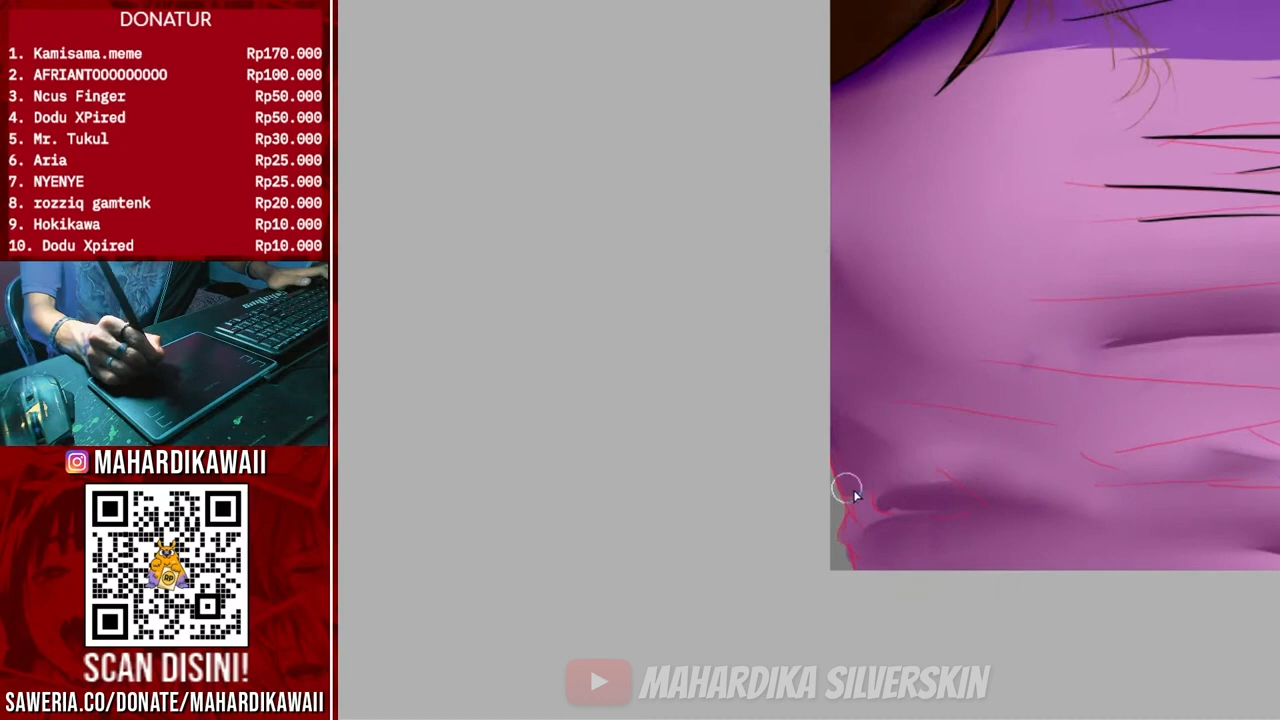 DONATUR
1. Kamisama.meme Rp170.000
2. AFRIANTOOOOOOOOO Rp100.000
3. Ncus Finger Rp50.000
4. Dodu XPired Rp50.000
5. Mr. Tukul Rp30.000
6. Aria Rp25.000
7. NYENYE Rp25.000
8. rozziq gamtenk Rp20.000
9. Hokikawa Rp10.000
10. Dodu Xpired Rp10.000
MAHARDIKAWAII
RP
SCAN DISINI!
SAWERIA.CO/DONATE/MAHARDIKAWAII
MAHARDIKA SILVERSKIN